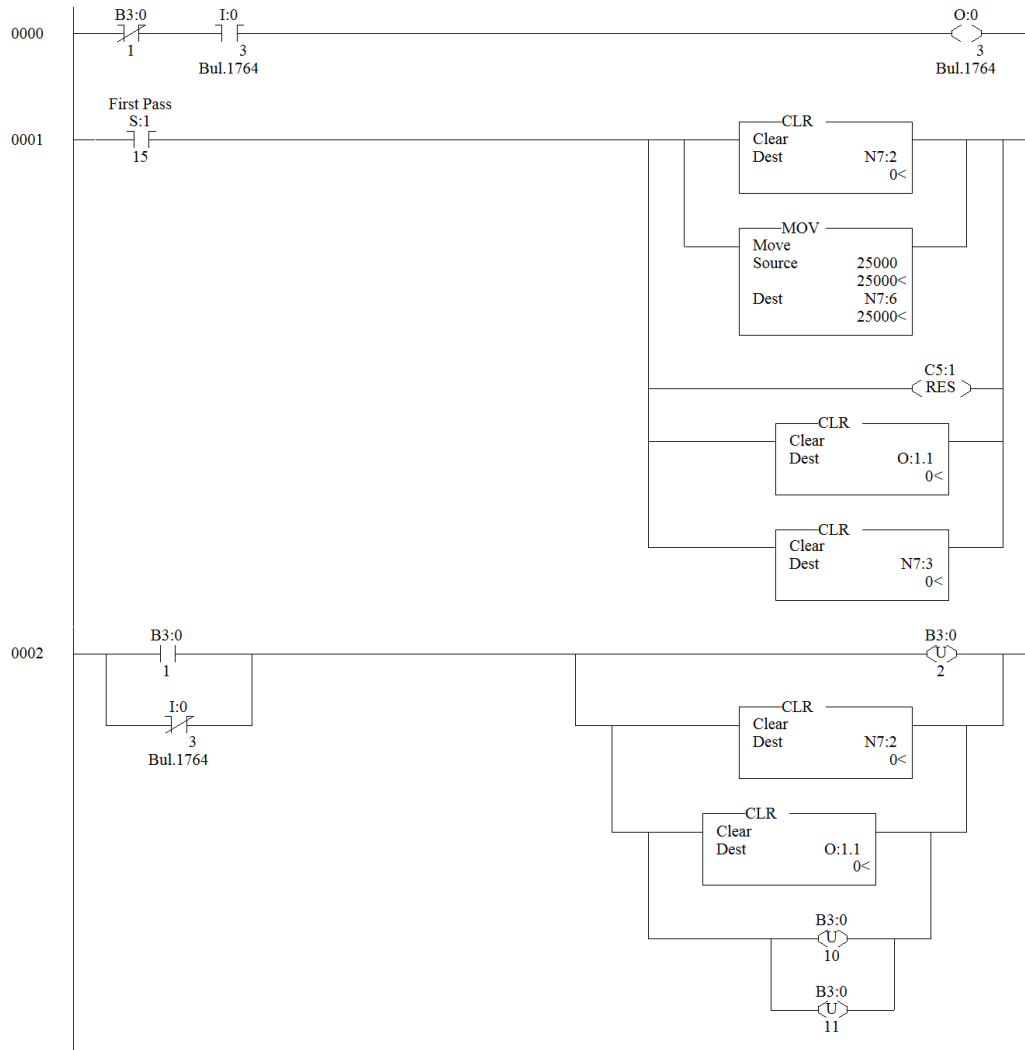 B3:0 I:0 O:0
0000
1 3 3
Bul.1764 Bul.1764
First Pass
S:1
0001
15
CLR
Clear
Dest N7:2
0<
MOV
Move
Source 25000
25000<
Dest N7:6
25000<
C5:1
RES
CLR
Clear
Dest O:1.1
0<
CLR
Clear
Dest N7:3
0<
B3:0 B3:0
0002 U
1 2
I:0
3
Bul.1764
CLR
Clear
Dest N7:2
0<
CLR
Clear
Dest O:1.1
0<
B3:0
U
10
B3:0
U
11